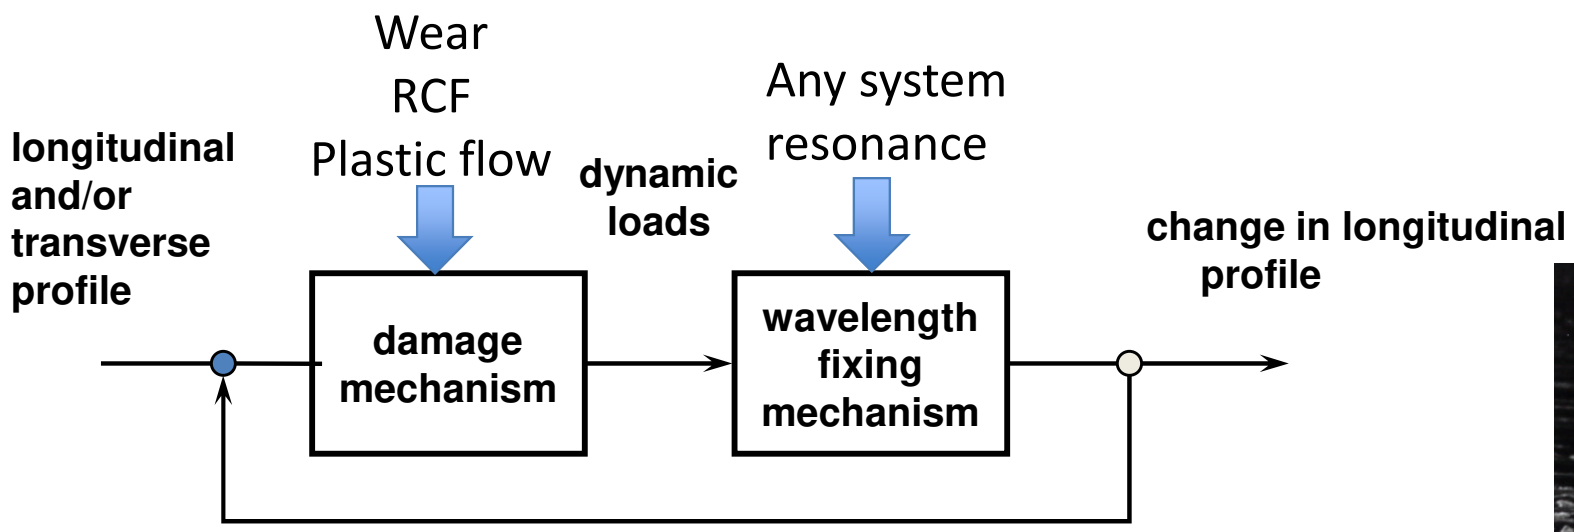 Wear
RCF
Plastic flow
Any system
resonance
longitudinal
and/or
transverse
profile
dynamic
loads
change in longitudinal
profile
damage
mechanism
wavelength
fixing
mechanism